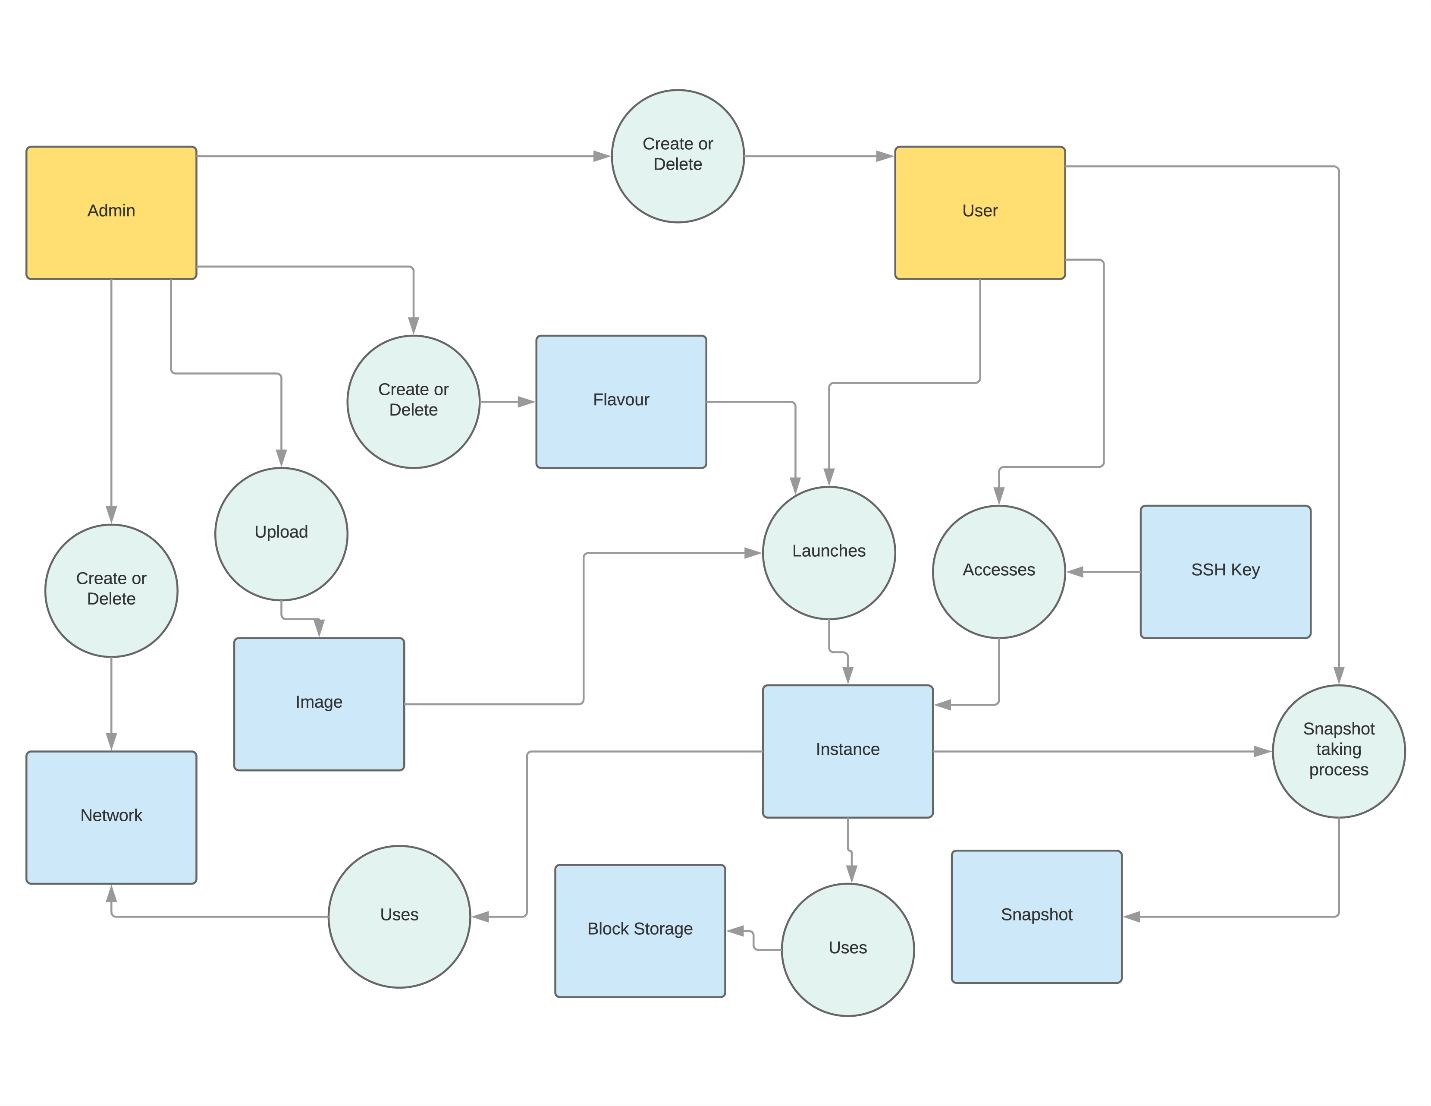 Create or
Delete
Admin
User
Create or
Delete
Flavour
Upload
Launches
Accesses
SSH Key
Create or
Delete
Image
Instance
Snapshot
taking
process
Network
Uses
Block Storage
Uses
Snapshot